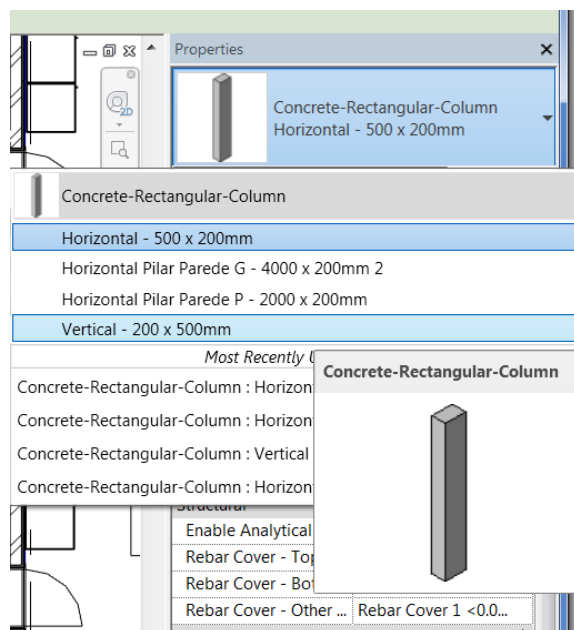 Properties
2D
Concrete-Rectangular-Column
Horizontal - 500 x 200mm
Concrete-Rectangular-Column
Horizontal - 500 x 200mm
Horizontal Pilar Parede G - 4000 x 200mm 2
Horizontal Pilar Parede P - 2000 x 200mm
Vertical - 200 x 500mm
Most Recently
Concrete-Rectangular-Column
Concrete-Rectangular-Column : Horizon
Concrete-Rectangular-Column : Horizon
Concrete-Rectangular-Column : Vertical
Concrete-Rectangular-Column : Horizon
Structural
Enable Analytical
Rebar Cover - Top
Rebar Cover - Bot
Rebar Cover - Other ... Rebar Cover 1 <0.0...